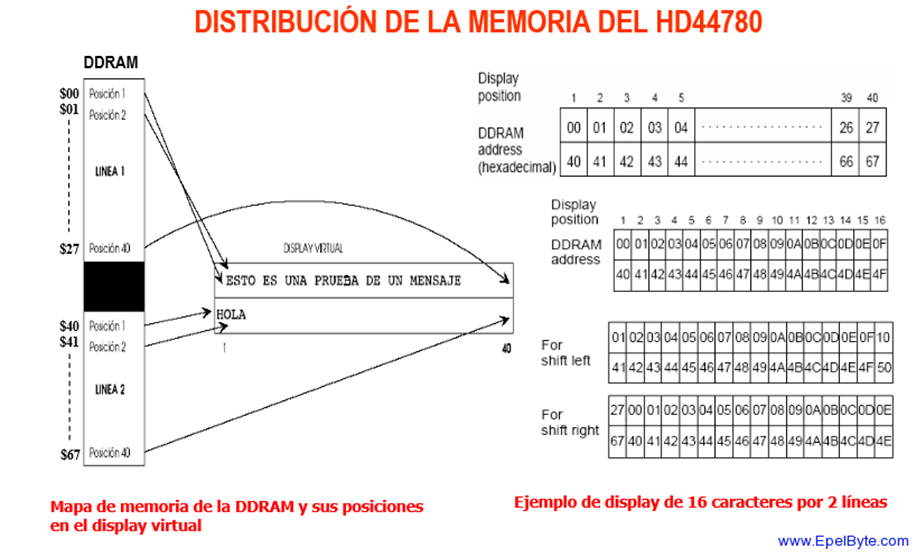 DISTRIBUCIÓN DE LA MEMORIA DEL HD44780
DDRAM
$00 Posición 1
$01 Posición 2
LINEA 1
$27 Posición 40
$40 Posición 1
$41 Posición 2
LINEA 2
$67 Posición 40
DISPLAY VIRTUAL
ESTO ES UNA PRUEBA DE UN MENSAJE
HOLA
1 40
Mapa de memoria de la DDRAM y sus posiciones
en el display virtual
Display
position 1 2 3 4 5 39 40
DDRAM
address
(hexadecimal)
00 01 02 03 04 26 27
40 41 42 43 44 66 67
Display
position 1 2 3 4 5 6 7 8 9 10 11 12 13 14 15 16
DDRAM
address
00 01 02 03 04 05 06 07 08 09 0A 0B 0C 0D 0E 0F
40 41 42 43 44 45 46 47 48 49 4A 4B 4C 4D 4E 4F
For
shift left
01 02 03 04 05 06 07 08 09 0A 0B 0C 0D 0E 0F 10
41 42 43 44 45 46 47 48 49 4A 4B 4C 4D 4E 4F 50
For
shift right
27 00 01 02 03 04 05 06 07 08 09 0A 0B 0C 0D 0E
67 40 41 42 43 44 45 46 47 48 49 4A 4B 4C 4D 4E
Ejemplo de display de 16 caracteres por 2 líneas
www.EpelByte.com